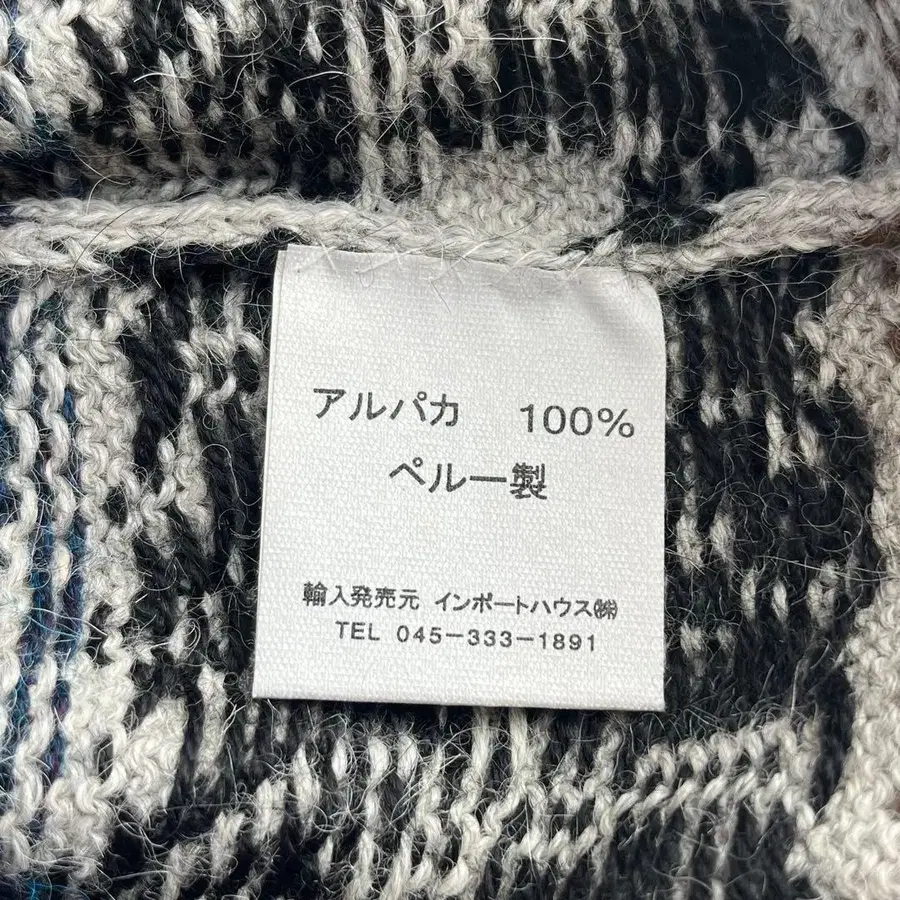 アルパカ 100%
ペルー製
輸入発売元 インポートハウス㈱
TEL 045-333-1891